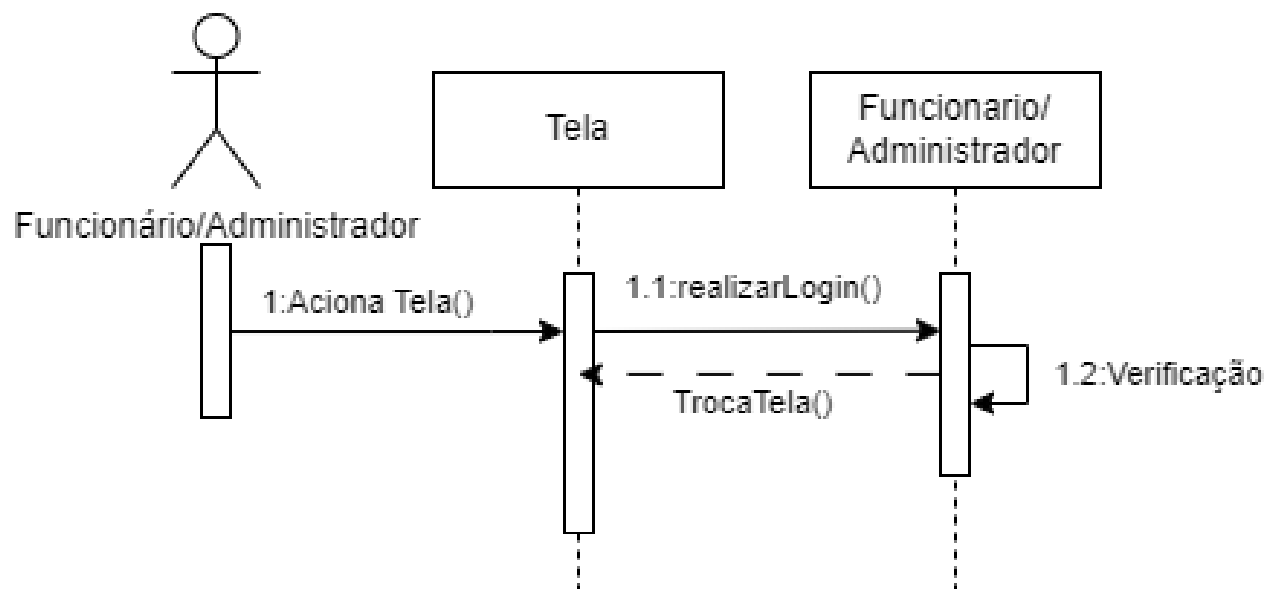 Tela
Funcionario/
Administrador
Funcionário/Administrador
1:Aciona Tela()
1.1:realizarLogin()
1.2:Verificação
TrocaTela()